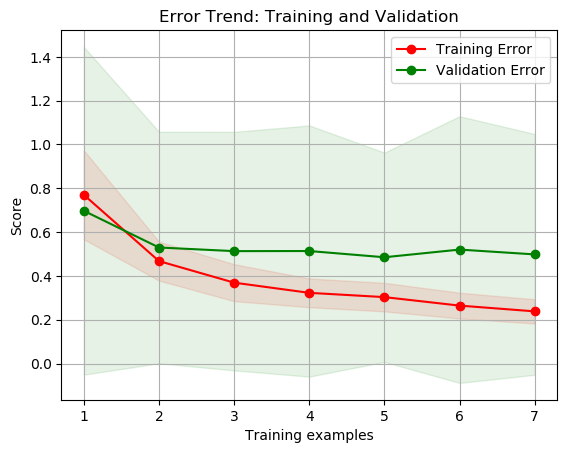 Error Trend: Training and Validation
Training Error
Validation Error
Score
1.4
1.2
1.0
0.8
0.6
0.4
0.2
0.0
1 2 3 4 5 6 7
Training examples